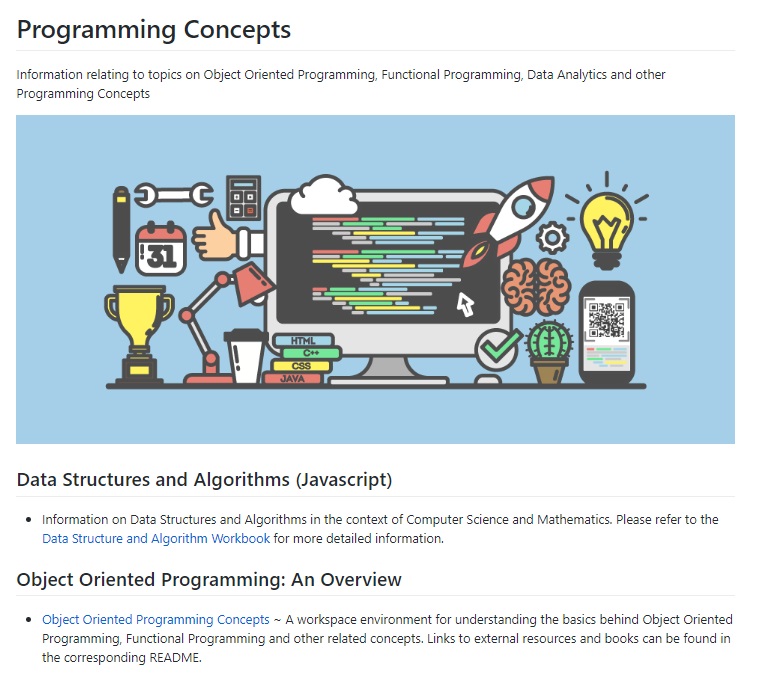 Programming Concepts
Information relating to topics on Object Oriented Programming, Functional Programming, Data Analytics and other
Programming Concepts
31
HTML
C++
CSS
JAVA
Data Structures and Algorithms (Javascript)
Information on Data Structures and Algorithms in the context of Computer Science and Mathematics. Please refer to the
Data Structure and Algorithm Workbook for more detailed information.
Object Oriented Programming: An Overview
Object Oriented Programming Concepts ~ A workspace environment for understanding the basics behind Object Oriented
Programming, Functional Programming and other related concepts. Links to external resources and books can be found in
the corresponding README.